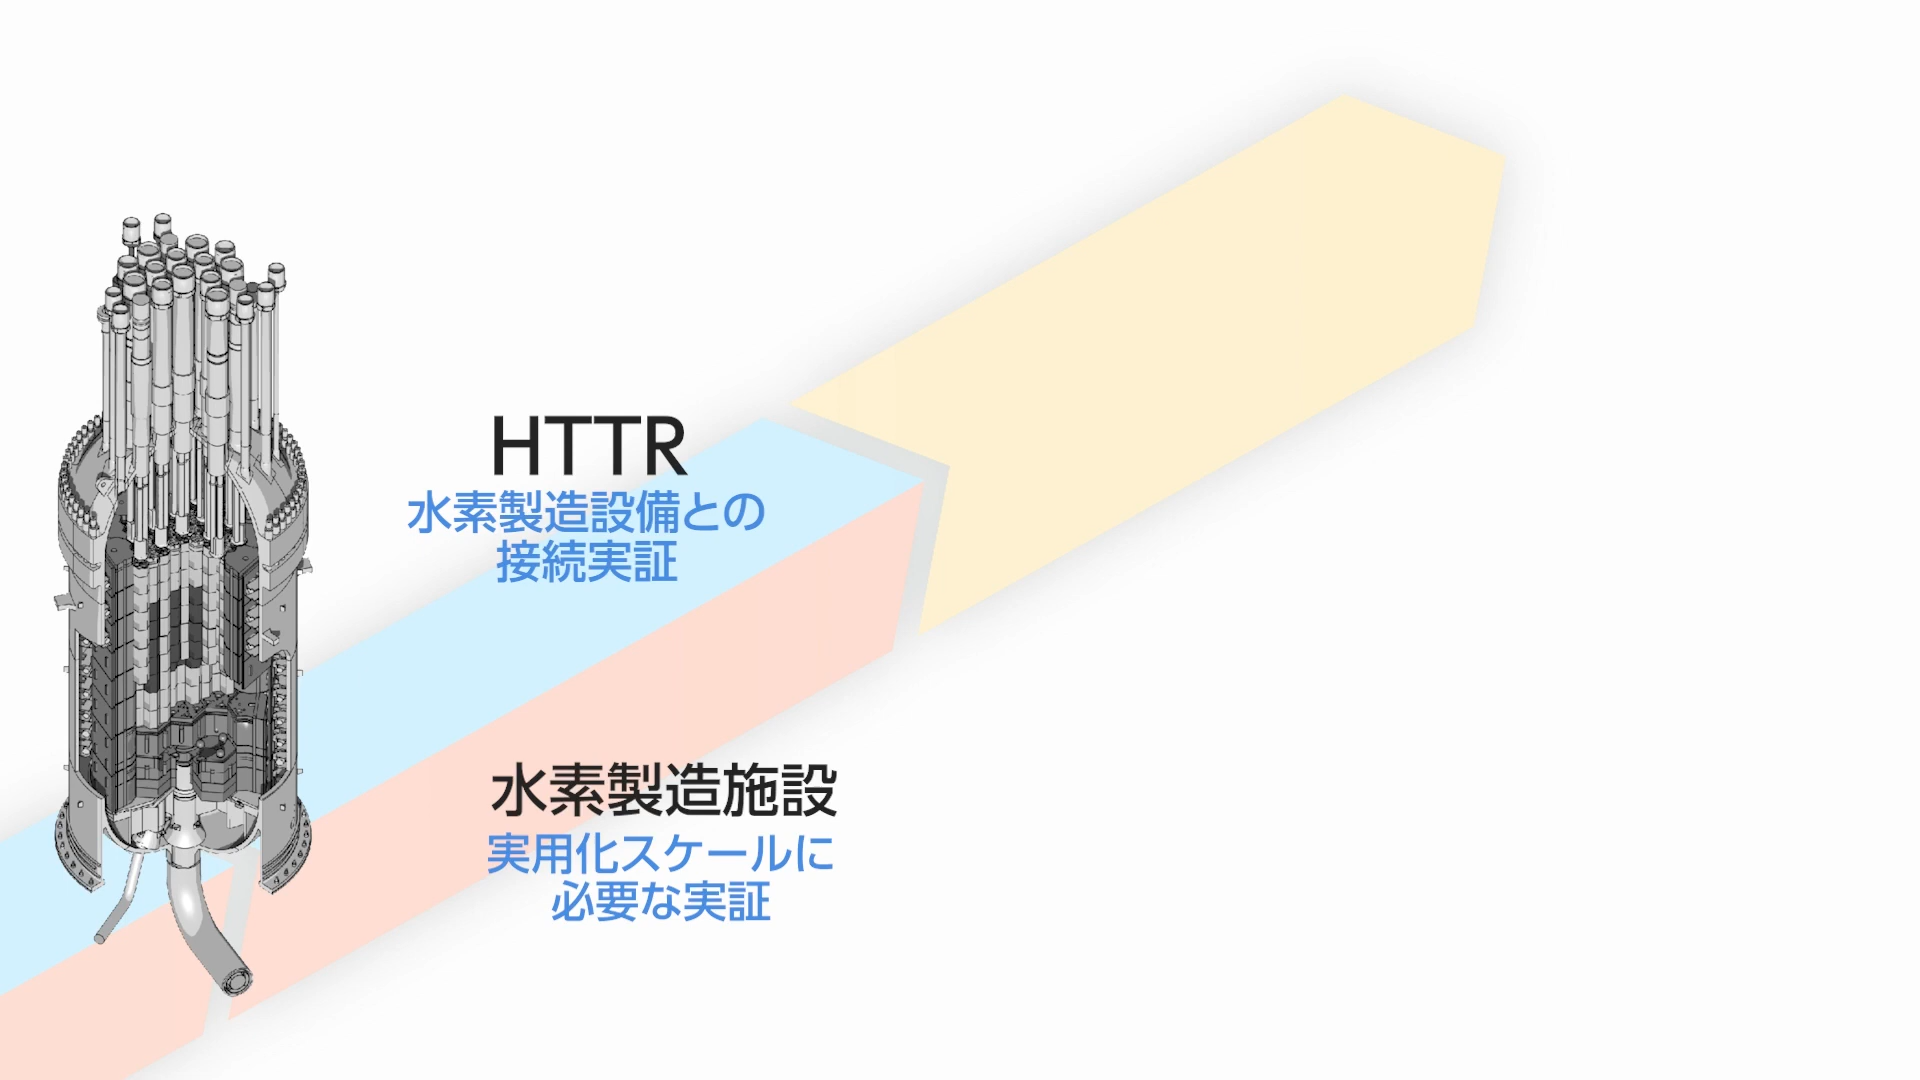 HTTR
水素製造設備との
接続実証
水素製造施設
実用化スケールに
必要な実証